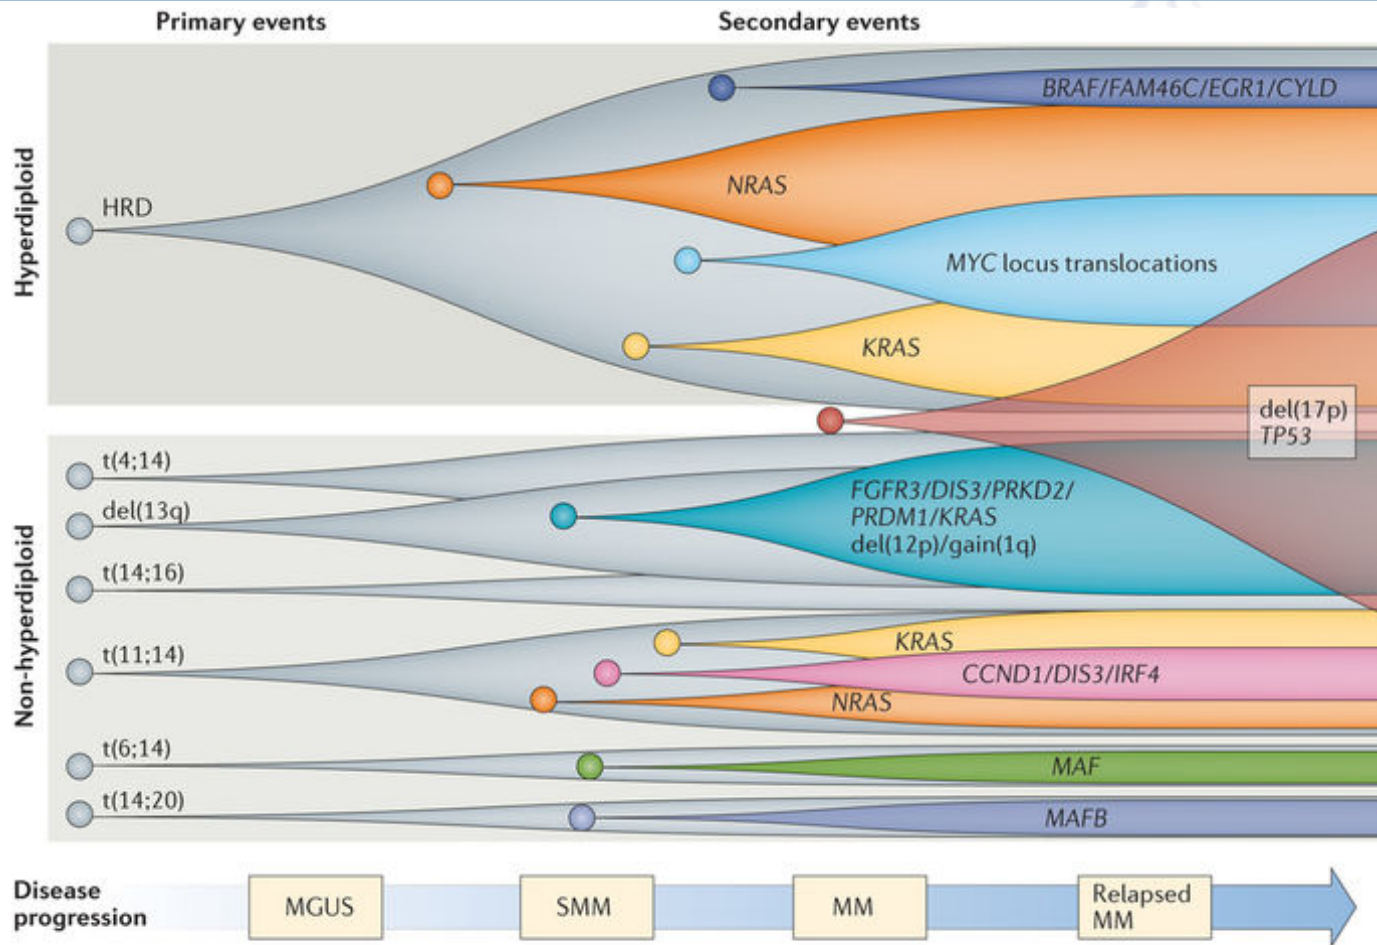 Primary events
Secondary events
Hyperdiploid
HRD
BRAF/FAM46C/EGR1/CYLD
NRAS
MYC locus translocations
KRAS
del(17p)
TP53
Non-hyperdiploid
t(4;14)
del(13q)
t(14;16)
t(11;14)
t(6;14)
t(14;20)
FGFR3/DIS3/PRKD2/
PRDM1/KRAS
del(12p)/gain(1q)
KRAS
CCND1/DIS3/IRF4
NRAS
MAF
MAFB
Disease
progression
MGUS
SMM
MM
Relapsed
MM